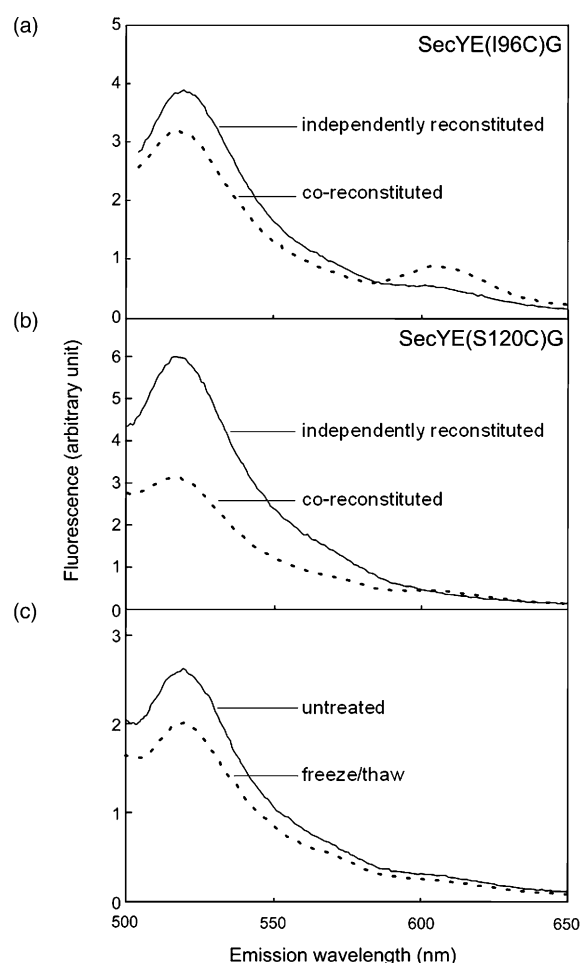 (a)
SecYE(I96C)G
5
4
3
2
1
0
independently reconstituted
co-reconstituted
(b)
SecYE(S120C)G
6
5
4
3
2
1
0
independently reconstituted
co-reconstituted
Fluorescence (arbitrary unit)
(c)
3
2
1
0
untreated
freeze/thaw
500 550 600 650
Emission wavelength (nm)